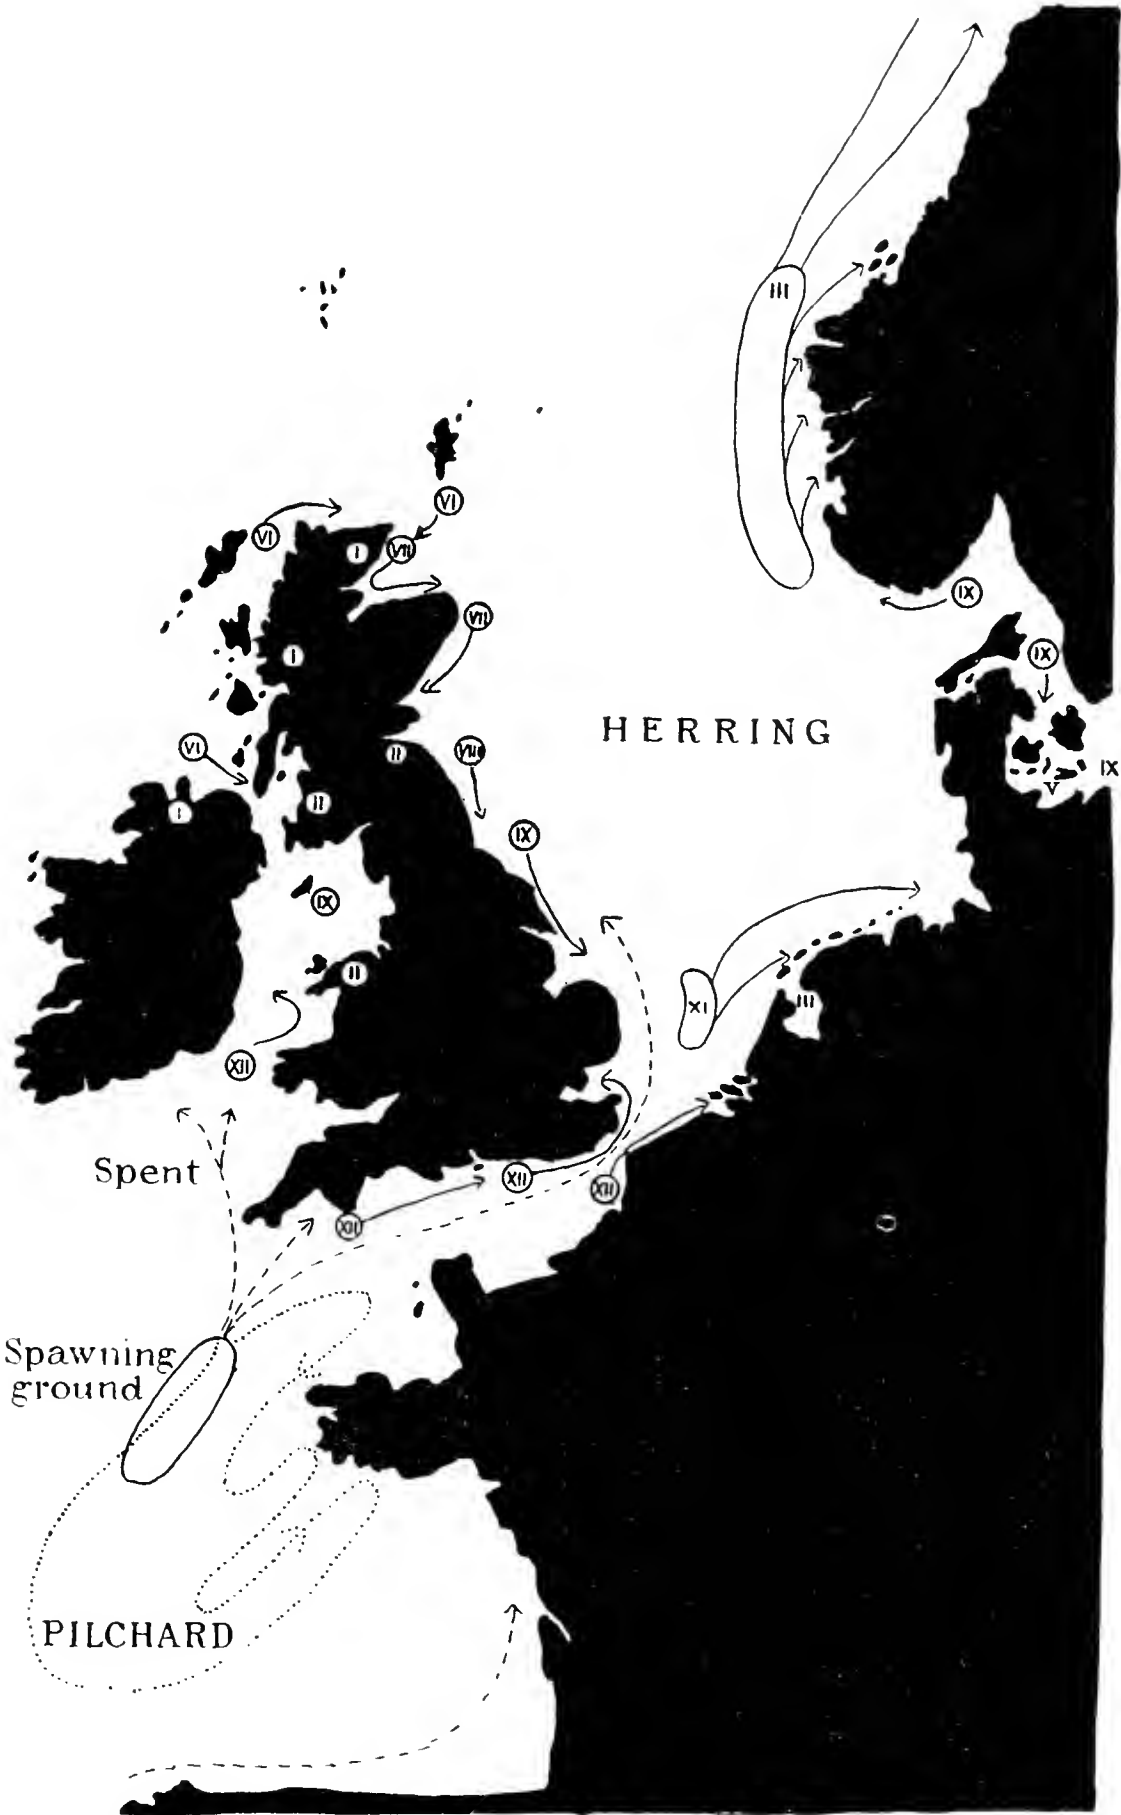 III
VI
VI
I
VII
IX
VII
I
IX
HERRING
VI
II
VIII
IX
V
I
II
IX
IX
II
XI
III
XII
Spent
XII
XII
XII
Spawning
ground
PILCHARD